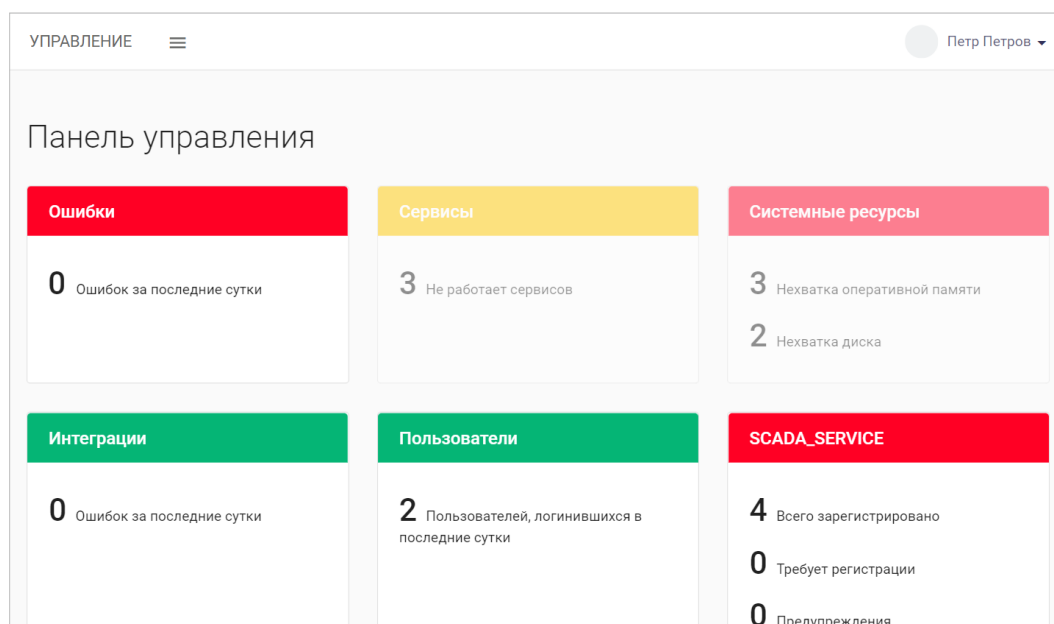 УПРАВЛЕНИЕ
Петр Петров
Панель управления
Ошибки
0 Ошибок за последние сутки
Сервисы
3 Не работает сервисов
Системные ресурсы
3 Нехватка оперативной памяти
2 Нехватка диска
Интеграции
0 Ошибок за последние сутки
Пользователи
2 Пользователей, логинившихся в
последние сутки
SCADA_SERVICE
4 Всего зарегистрировано
0 Требует регистрации
0 Предупреждения